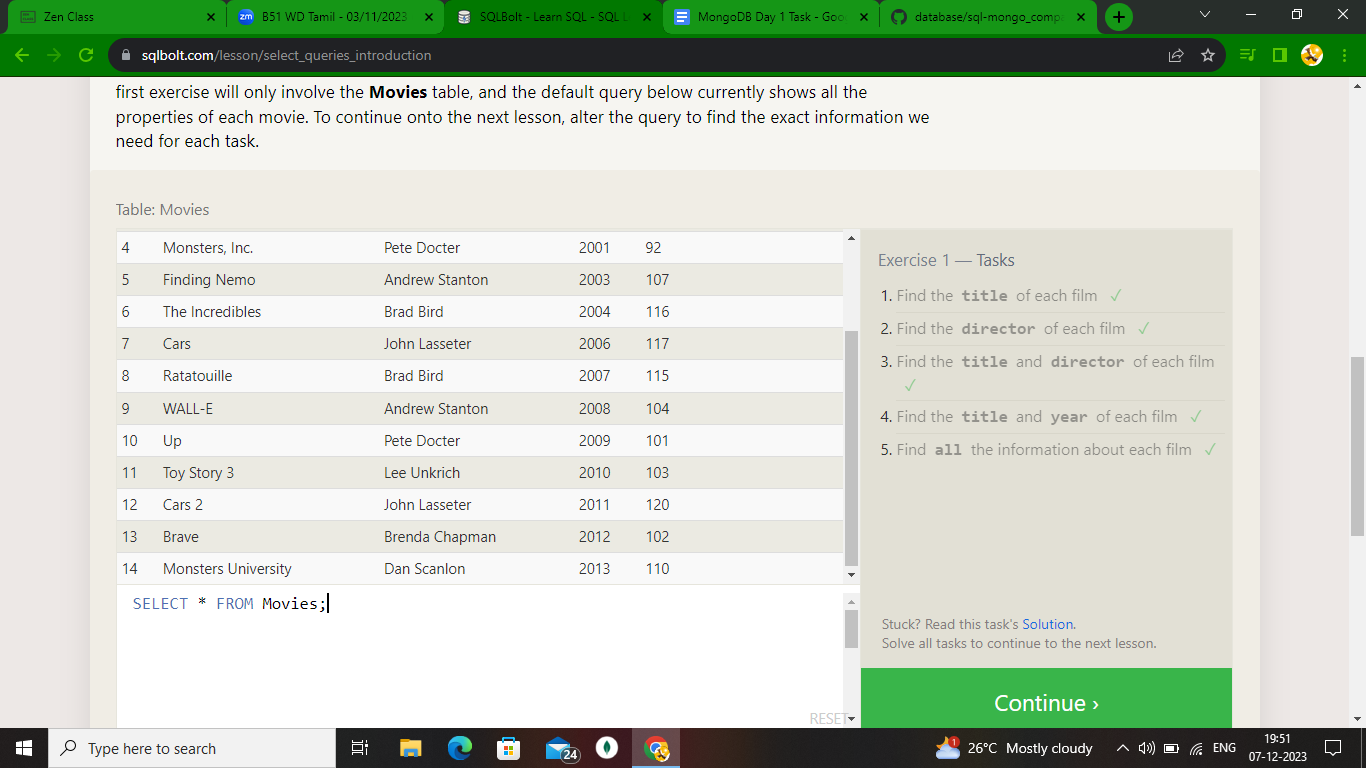 Zen Class
zm B51 WD Tamil - 03/11/2023
SQLBolt - Learn SQL - SQL L
MongoDB Day 1 Task - Goo
database/sql-mongo_comp
sqlbolt.com/lesson/select_queries_introduction
first exercise will only involve the Movies table, and the default query below currently shows all the
properties of each movie. To continue onto the next lesson, alter the query to find the exact information we
need for each task.
Table: Movies
4 Monsters, Inc. Pete Docter 2001 92
5 Finding Nemo Andrew Stanton 2003 107
6 The Incredibles Brad Bird 2004 116
7 Cars John Lasseter 2006 117
8 Ratatouille Brad Bird 2007 115
9 WALL-E Andrew Stanton 2008 104
10 Up Pete Docter 2009 101
11 Toy Story 3 Lee Unkrich 2010 103
12 Cars 2 John Lasseter 2011 120
13 Brave Brenda Chapman 2012 102
14 Monsters University Dan Scanlon 2013 110
SELECT * FROM Movies;
RESET
Exercise 1 — Tasks
1. Find the title of each film ✓
2. Find the director of each film ✓
3. Find the title and director of each film
✓
4. Find the title and year of each film ✓
5. Find all the information about each film ✓
Stuck? Read this task's Solution.
Solve all tasks to continue to the next lesson.
Continue ›
Type here to search
24
1
26°C Mostly cloudy
ENG
19:51
07-12-2023